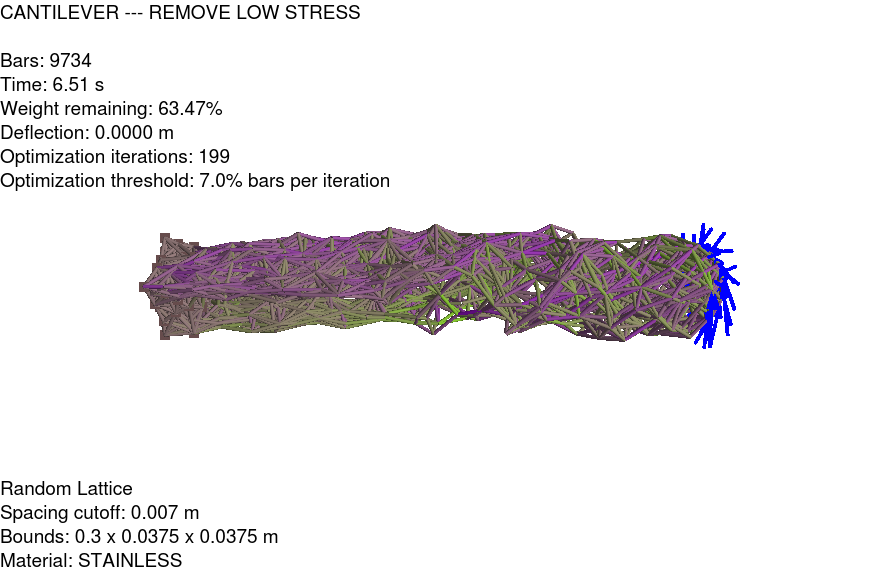 CANTILEVER --- REMOVE LOW STRESS
Bars: 9734
Time: 6.51 s
Weight remaining: 63.47%
Deflection: 0.0000 m
Optimization iterations: 199
Optimization threshold: 7.0% bars per iteration
Random Lattice
Spacing cutoff: 0.007 m
Bounds: 0.3 x 0.0375 x 0.0375 m
Material: STAINLESS